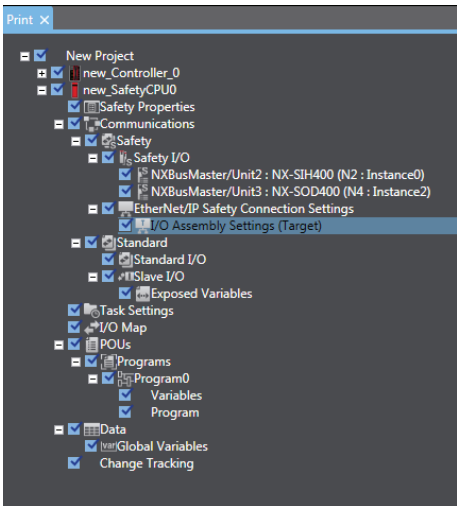 Print
New Project
new_Controller_0
new_SafetyCPU0
Safety Properties
Communications
Safety
Safety I/O
NXBusMaster/Unit2 : NX-SIH400 (N2 : Instance0)
NXBusMaster/Unit3 : NX-SOD400 (N4 : Instance2)
EtherNet/IP Safety Connection Settings
I/O Assembly Settings (Target)
Standard
Standard I/O
Slave I/O
Exposed Variables
Task Settings
I/O Map
POUs
Programs
Program0
Variables
Program
Data
Global Variables
Change Tracking